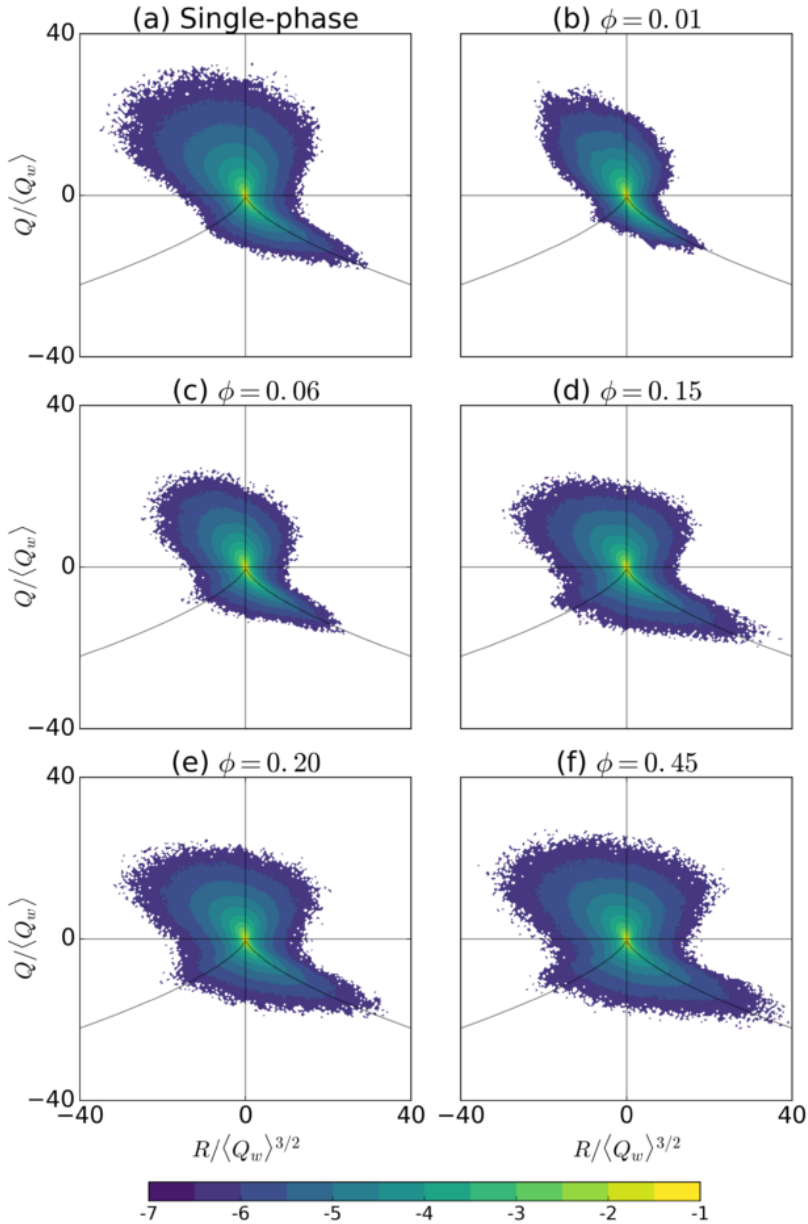 (a) Single-phase
(b) ϕ = 0.01
40
0
−40
Q/⟨Q_w⟩
(c) ϕ = 0.06
(d) ϕ = 0.15
40
0
−40
Q/⟨Q_w⟩
(e) ϕ = 0.20
(f) ϕ = 0.45
40
0
−40
Q/⟨Q_w⟩
−40 0 40 −40 0 40
R/⟨Q_w⟩^{3/2} R/⟨Q_w⟩^{3/2}
-7 -6 -5 -4 -3 -2 -1